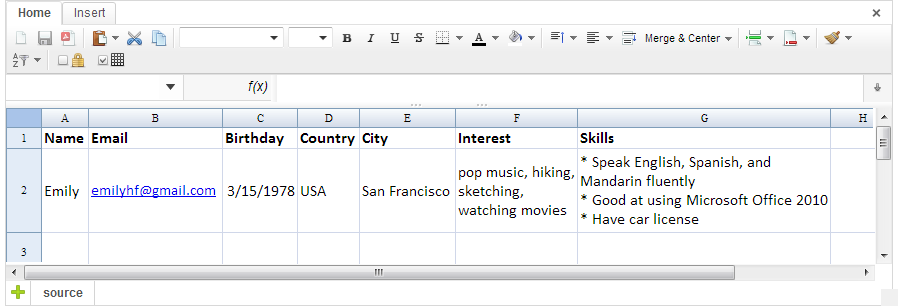 Home Insert
B I U S A Merge & Center
A Z
f(x)
A B C D E F G H
1 Name Email Birthday Country City Interest Skills
2 Emily emilyhf@gmail.com 3/15/1978 USA San Francisco
pop music, hiking,
sketching,
watching movies
* Speak English, Spanish, and
Mandarin fluently
* Good at using Microsoft Office 2010
* Have car license
3
source